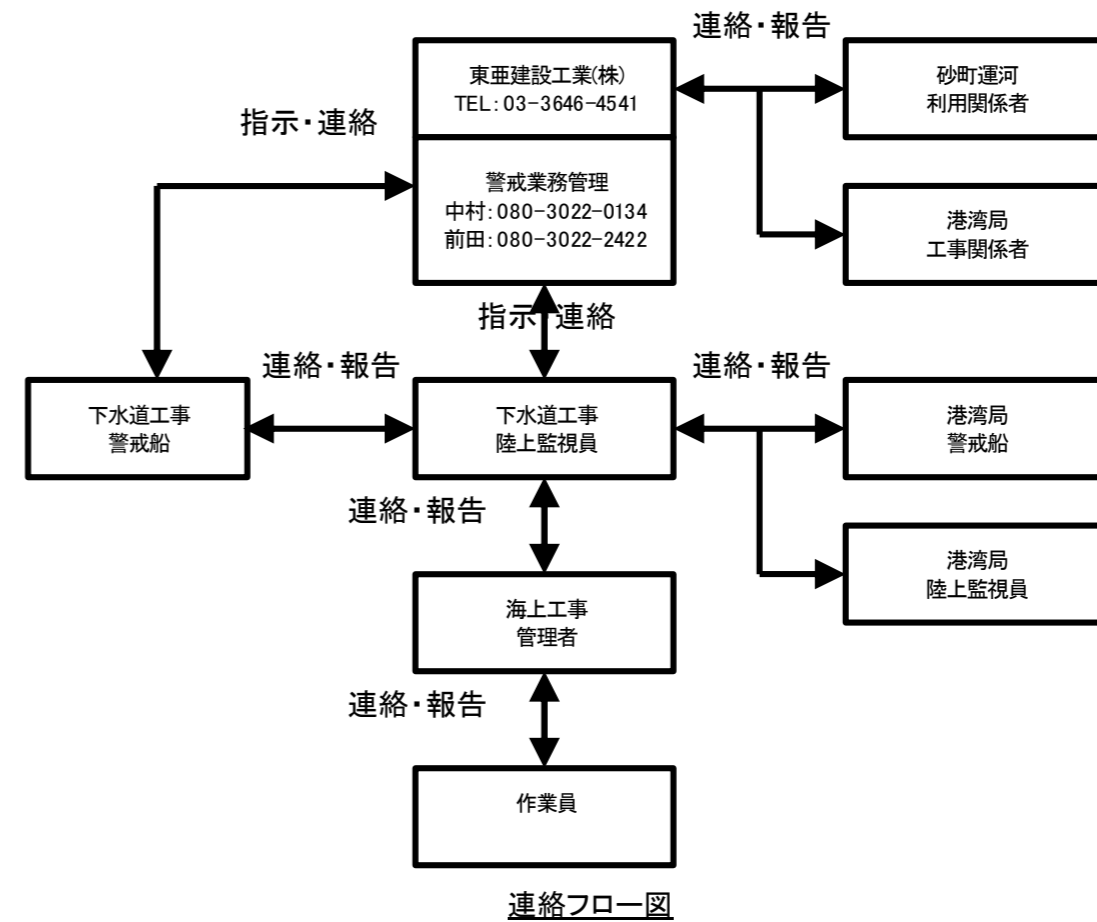 連絡・報告
東亜建設工業(株)
TEL：03-3646-4541
砂町運河
利用関係者
指示・連絡
警戒業務管理
中村：080-3022-0134
前田：080-3022-2422
港湾局
工事関係者
指示・連絡
連絡・報告
連絡・報告
下水道工事
警戒船
下水道工事
陸上監視員
港湾局
警戒船
連絡・報告
港湾局
陸上監視員
海上工事
管理者
連絡・報告
作業員
連絡フロー図